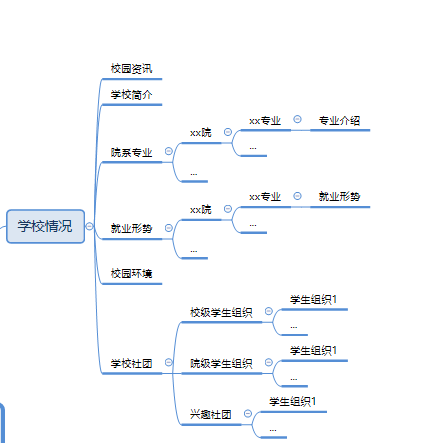 学校情况
校园资讯
学校简介
院系专业
xx院
xx专业
专业介绍
...
...
就业形势
xx院
xx专业
就业形势
...
...
校园环境
学校社团
校级学生组织
学生组织1
...
院级学生组织
学生组织1
...
兴趣社团
学生组织1
...